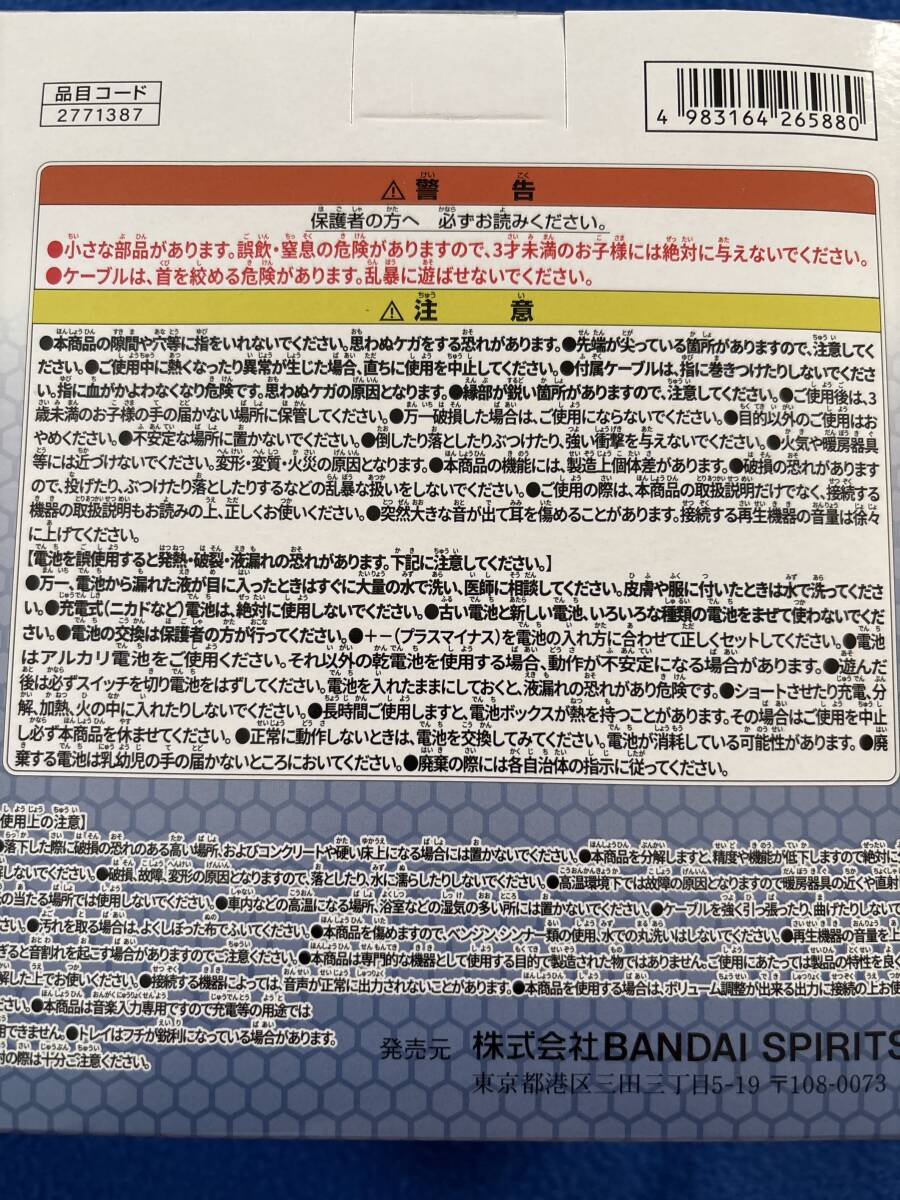 品目コード
2771387
4 983164 265880
⚠警告
保護者の方へ 必ずお読みください。
●小さな部品があります。誤飲・窒息の危険がありますので、3才未満のお子様には絶対に与えないでください。
●ケーブルは、首を絞める危険があります。乱暴に遊ばせないでください。
⚠注意
●本商品の隙間や穴等に指をいれないでください。思わぬケガをする恐れがあります。●先端が尖っている箇所がありますので、注意してく
ださい。●ご使用中に熱くなったり異常が生じた場合、直ちに使用を中止してください。●付属ケーブルは、指に巻きつけたりしないでくださ
い。指に血がかよわなくなり危険です。思わぬケガの原因となります。●縁部が鋭い箇所がありますので、注意してください。●ご使用後は、3
歳未満のお子様の手の届かない場所に保管してください。●万一破損した場合は、ご使用にならないでください。●目的以外のご使用はお
やめください。●不安定な場所に置かないでください。●倒したり落としたりぶつけたり、強い衝撃を与えないでください。●火気や暖房器具
等には近づけないでください。変形・変質・火災の原因となります。●本商品の機能には、製造上個体差があります。●破損の恐れがあります
ので、投げたり、ぶつけたり落としたりするなどの乱暴な扱いをしないでください。●ご使用の際は、本商品の取扱説明だけでなく、接続する
機器の取扱説明もお読みの上、正しくお使いください。●突然大きな音が出て耳を傷めることがあります。接続する再生機器の音量は徐々
に上げてください。
【電池を誤使用すると発熱・破裂・液漏れの恐れがあります。下記に注意してください。】
●万一、電池から漏れた液が目に入ったときはすぐに大量の水で洗い、医師に相談してください。皮膚や服に付いたときは水で洗ってくださ
い。●充電式(ニカドなど)電池は、絶対に使用しないでください。●古い電池と新しい電池、いろいろな種類の電池をまぜて使わないでくだ
さい。●電池の交換は保護者の方が行ってください。●+-(プラスマイナス)を電池の入れ方に合わせて正しくセットしてください。●電池
はアルカリ電池をご使用ください。それ以外の乾電池を使用する場合、動作が不安定になる場合があります。●遊んだ
後は必ずスイッチを切り電池をはずしてください。電池を入れたままにしておくと、液漏れの恐れがあり危険です。●ショートさせたり充電、分
解、加熱、火の中に入れたりしないでください。●長時間ご使用しますと、電池ボックスが熱を持つことがあります。その場合はご使用を中止
し必ず本商品を休ませてください。●正常に動作しないときは、電池を交換してみてください。電池が消耗している可能性があります。●廃
棄する電池は乳幼児の手の届かないところにおいてください。●廃棄の際には各自治体の指示に従ってください。
使用上の注意】
●落下した際に破損の恐れのある高い場所、およびコンクリートや硬い床上になる場合には置かないでください。●本商品を分解しますと、精度や機能が低下しますので絶対に分
解しないでください。●破損、故障、変形の原因となりますので、落としたり、水に濡らしたりしないでください。●高温環境下では故障の原因となりますので暖房器具の近くや直射
光の当たる場所では使用しないでください。●車内などの高温になる場所、浴室などの湿気の多い所には置かないでください。●ケーブルを強く引っ張ったり、曲げたりしないで
ださい。●汚れを取る場合は、よくしぼった布でふいてください。●本商品を傷めますので、ベンジン、シンナー類の使用、水での丸洗いはしないでください。●再生機器の音量を上
ぎると音割れを起こす場合がありますのでご注意ください。●本商品は専門的な機器として使用する目的で製造された物ではありません。ご使用にあたっては製品の特性を良く
解した上でお使いください。●接続する機器によっては、音声が正常に出力されないことがあります。●本商品を使用する場合は、ボリューム調整が出来る出力に接続の上お使
ださい。●本商品は音楽入力専用ですので充電等の用途では
用できません。●トレイはフチが鋭利になっている場合があります。
封の際は十分ご注意ください。
発売元 株式会社BANDAI SPIRITS
東京都港区三田三丁目5-19 〒108-0073